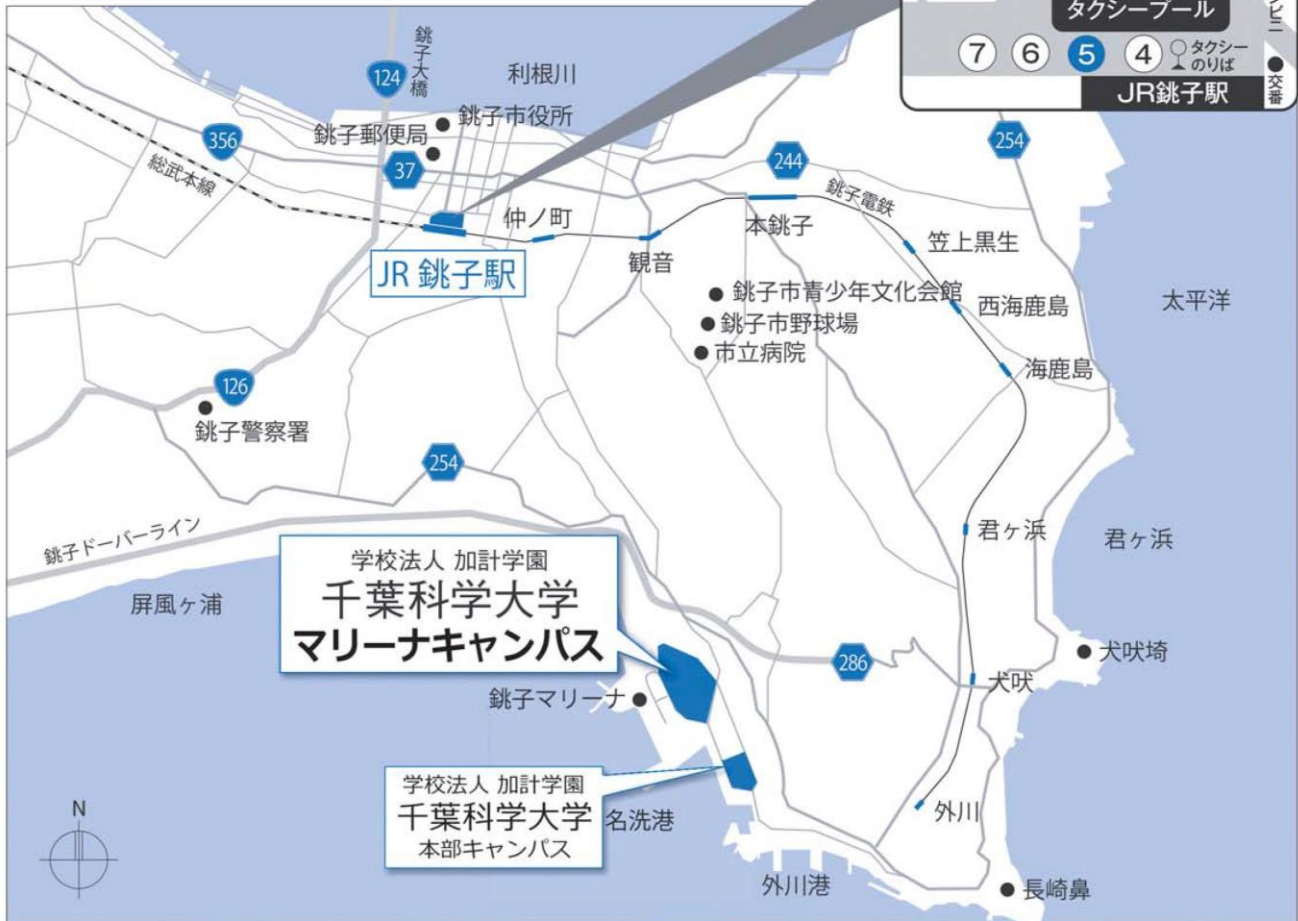 タクシープール
7 6 5 4 タクシー
のりば
JR銚子駅
交番
124
銚子大橋
利根川
銚子市役所
銚子郵便局
356
37
244
254
総武本線
仲ノ町
本銚子
銚子電鉄
笠上黒生
観音
JR 銚子駅
銚子市青少年文化会館
西海鹿島
太平洋
銚子市野球場
市立病院
海鹿島
126
銚子警察署
254
銚子ドーバーライン
君ヶ浜
君ヶ浜
屏風ヶ浦
学校法人 加計学園
千葉科学大学
マリーナキャンパス
犬吠埼
286
犬吠
銚子マリーナ
学校法人 加計学園
千葉科学大学
本部キャンパス
名洗港
外川
N
外川港
長崎鼻